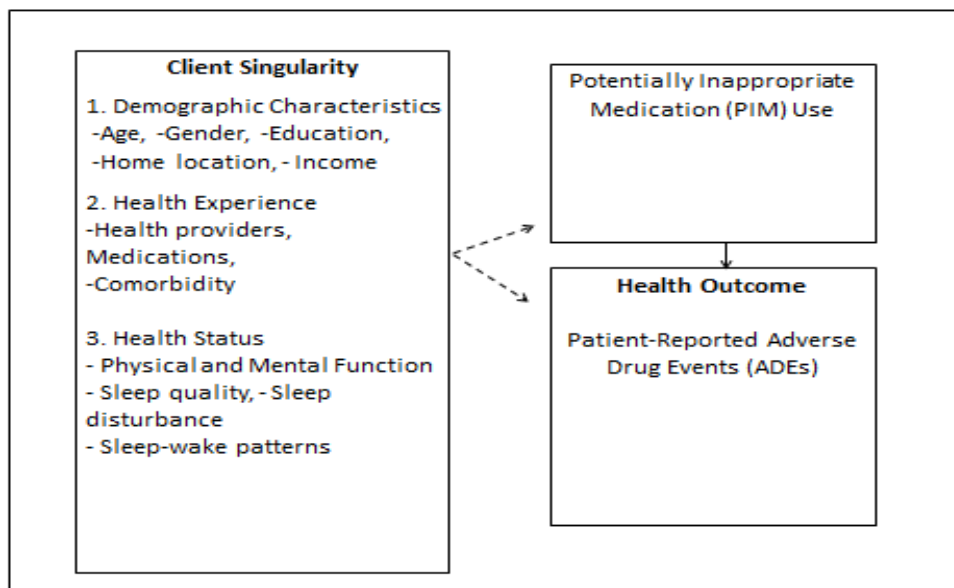 Client Singularity
1. Demographic Characteristics
-Age, -Gender, -Education,
-Home location, - Income
2. Health Experience
-Health providers,
Medications,
-Comorbidity
3. Health Status
- Physical and Mental Function
- Sleep quality, - Sleep
disturbance
- Sleep-wake patterns
Potentially Inappropriate
Medication (PIM) Use
Health Outcome
Patient-Reported Adverse
Drug Events (ADEs)